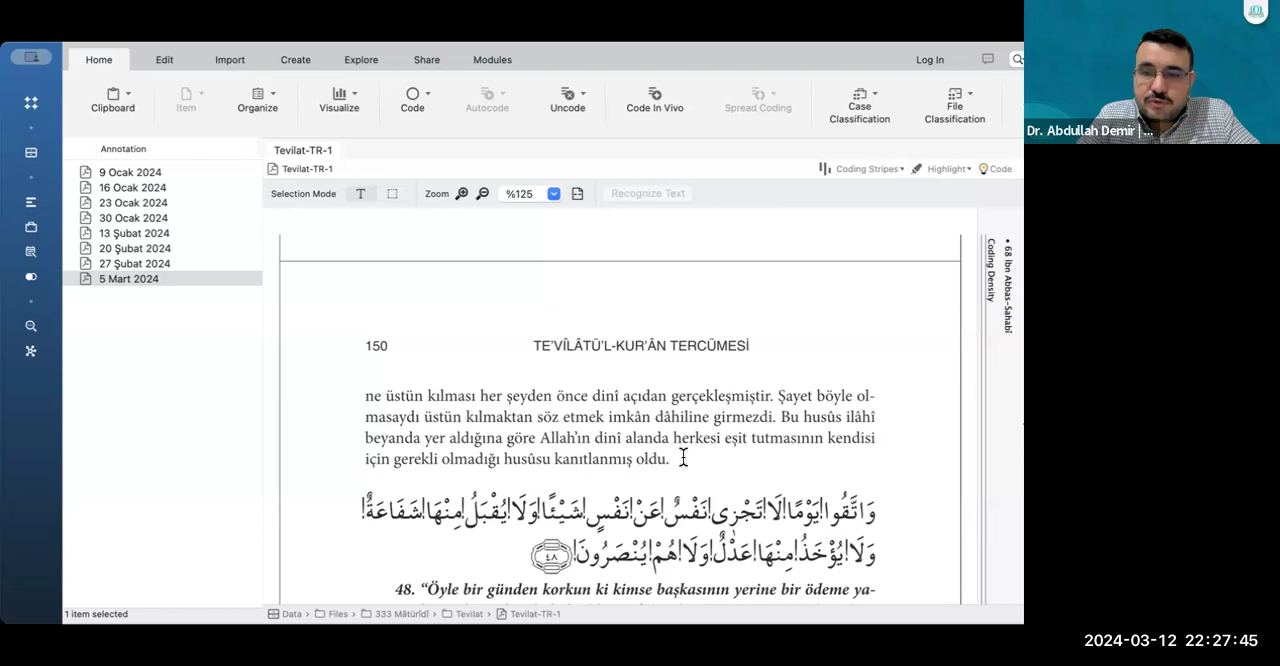 Home Edit Import Create Explore Share Modules Log In
Clipboard Item Organize Visualize Code Autocode Uncode Code In Vivo Spread Coding Case Classification File Classification
Annotation
9 Ocak 2024
16 Ocak 2024
23 Ocak 2024
30 Ocak 2024
13 Şubat 2024
20 Şubat 2024
27 Şubat 2024
5 Mart 2024
Tevilat-TR-1
Tevilat-TR-1
Coding Stripes Highlight Code
Selection Mode T Zoom %125 Recognize Text
150 TE'VÎLÂTÜ'L-KUR'ÂN TERCÜMESİ
ne üstün kılması her şeyden önce dinî açıdan gerçekleşmiştir. Şayet böyle ol-
masaydı üstün kılmaktan söz etmek imkân dâhiline girmezdi. Bu husûs ilâhî
beyanda yer aldığına göre Allah'ın dinî alanda herkesi eşit tutmasının kendisi
için gerekli olmadığı husûsu kanıtlanmış oldu.
وَاتَّقُوا يَوْمًا لَا تَجْزِى نَفْسٌ عَنْ نَفْسٍ شَيْئًا وَلَا يُقْبَلُ مِنْهَا شَفَاعَةٌ
وَلَا يُؤْخَذُ مِنْهَا عَدْلٌ وَلَا هُمْ يُنْصَرُونَ ٤٨
48. “Öyle bir günden korkun ki kimse başkasının yerine bir ödeme ya-
• 68 İbn Abbas-Sahabî
Coding Density
1 item selected
Data > Files > 333 Mâtürîdî > Tevilat > Tevilat-TR-1
Dr. Abdullah Demir | ...
2024-03-12 22:27:45